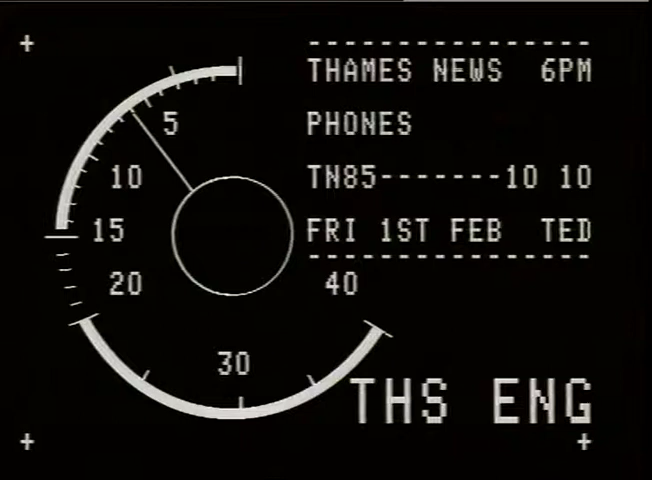 THAMES NEWS 6PM
PHONES
TN85-------10 10
FRI 1ST FEB TED
5
10
15
20
30
40
THS ENG